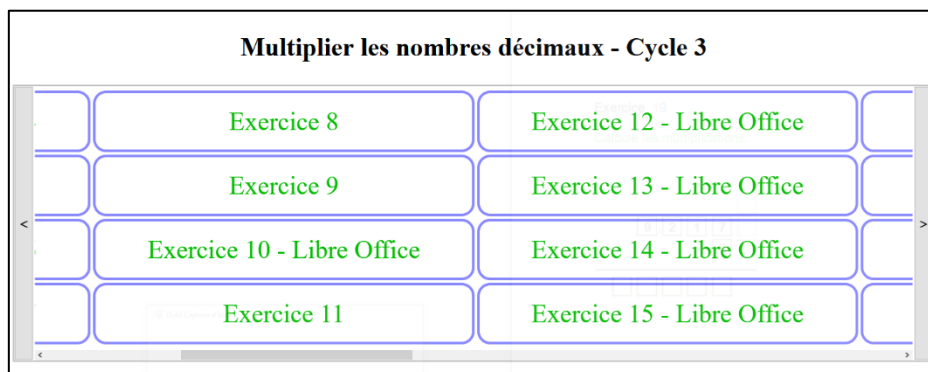 Multiplier les nombres décimaux - Cycle 3
Exercice 8
Exercice 9
Exercice 10 - Libre Office
Exercice 11
Exercice 12 - Libre Office
Exercice 13 - Libre Office
Exercice 14 - Libre Office
Exercice 15 - Libre Office
<
>